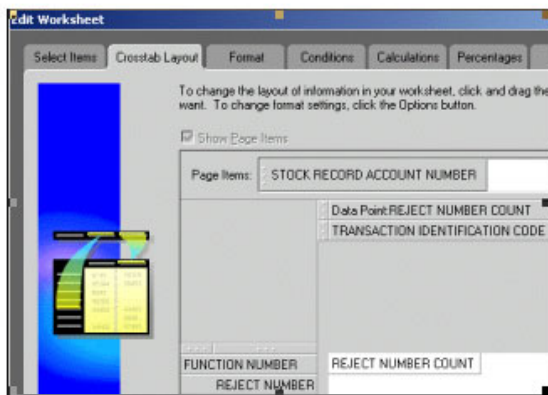 Edit Worksheet
Select Items Crosstab Layout Format Conditions Calculations Percentages
To change the layout of information in your worksheet, click and drag the
want. To change format settings, click the Options button.
Show Page Items
Page Items: STOCK RECORD ACCOUNT NUMBER
Data Point:REJECT NUMBER COUNT
TRANSACTION IDENTIFICATION CODE
FUNCTION NUMBER REJECT NUMBER COUNT
REJECT NUMBER